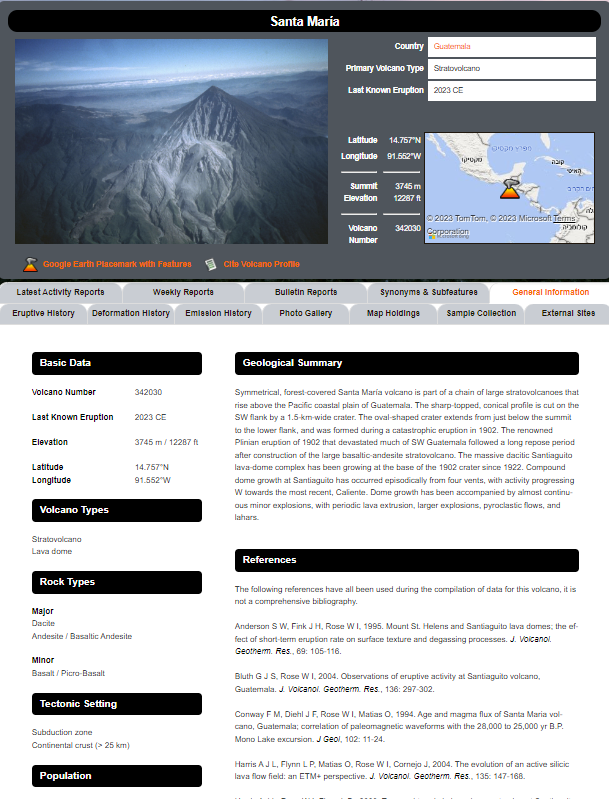 Santa María
Country
Guatemala
Primary Volcano Type
Stratovolcano
Last Known Eruption
2023 CE
Latitude
14.757°N
Longitude
91.552°W
Summit
Elevation
3745 m
12287 ft
Volcano
Number
342030
מפרץ מקסיקו
מקסיקו
קובה
האיטי
הים הקריבי
קולומביה
© 2023 TomTom, © 2023 Microsoft Terms
Corporation
Google Earth Placemark with Features
Cite Volcano Profile
Latest Activity Reports
Weekly Reports
Bulletin Reports
Synonyms & Subfeatures
General Information
Eruptive History
Deformation History
Emission History
Photo Gallery
Map Holdings
Sample Collection
External Sites
Basic Data
Volcano Number 342030
Last Known Eruption 2023 CE
Elevation 3745 m / 12287 ft
Latitude 14.757°N
Longitude 91.552°W
Volcano Types
Stratovolcano
Lava dome
Rock Types
Major
Dacite
Andesite / Basaltic Andesite
Minor
Basalt / Picro-Basalt
Tectonic Setting
Subduction zone
Continental crust (> 25 km)
Population
Geological Summary
Symmetrical, forest-covered Santa María volcano is part of a chain of large stratovolcanoes that
rise above the Pacific coastal plain of Guatemala. The sharp-topped, conical profile is cut on the
SW flank by a 1.5-km-wide crater. The oval-shaped crater extends from just below the summit
to the lower flank, and was formed during a catastrophic eruption in 1902. The renowned
Plinian eruption of 1902 that devastated much of SW Guatemala followed a long repose period
after construction of the large basaltic-andesite stratovolcano. The massive dacitic Santiaguito
lava-dome complex has been growing at the base of the 1902 crater since 1922. Compound
dome growth at Santiaguito has occurred episodically from four vents, with activity progressing
W towards the most recent, Caliente. Dome growth has been accompanied by almost continu-
ous minor explosions, with periodic lava extrusion, larger explosions, pyroclastic flows, and
lahars.
References
The following references have all been used during the compilation of data for this volcano, it is
not a comprehensive bibliography.
Anderson S W, Fink J H, Rose W I, 1995. Mount St. Helens and Santiaguito lava domes; the ef-
fect of short-term eruption rate on surface texture and degassing processes. J. Volcanol.
Geotherm. Res., 69: 105-116.
Bluth G J S, Rose W I, 2004. Observations of eruptive activity at Santiaguito volcano,
Guatemala. J. Volcanol. Geotherm. Res., 136: 297-302.
Conway F M, Diehl J F, Rose W I, Matias O, 1994. Age and magma flux of Santa Maria vol-
cano, Guatemala; correlation of paleomagnetic waveforms with the 28,000 to 25,000 yr B.P.
Mono Lake excursion. J Geol, 102: 11-24.
Harris A J L, Flynn L P, Matias O, Rose W I, Cornejo J, 2004. The evolution of an active silicic
lava flow field: an ETM+ perspective. J. Volcanol. Geotherm. Res., 135: 147-168.